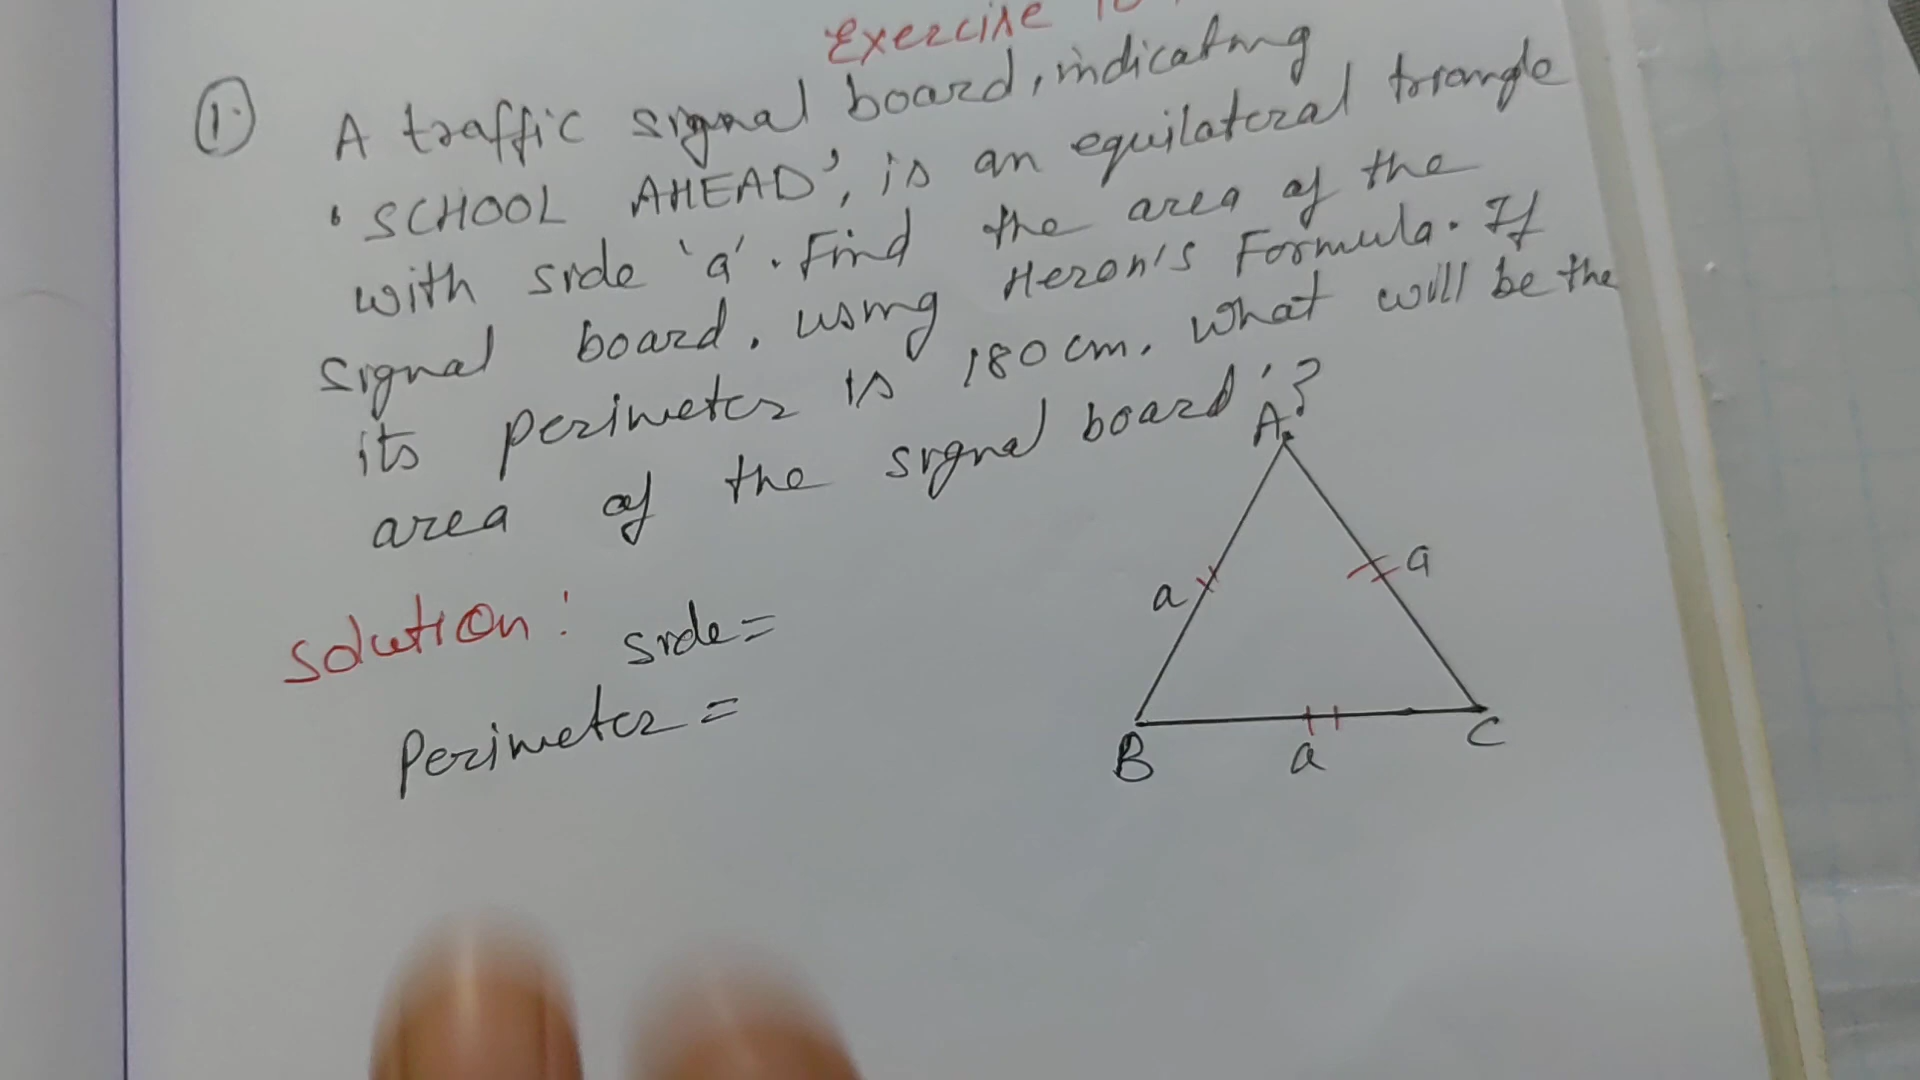 Exercise 10
1. A traffic signal board, indicating
'SCHOOL AHEAD', is an equilateral triangle
with side 'a'. Find the area of the
signal board, using Heron's Formula. If
its perimeter is 180 cm, what will be the
area of the signal board'?
A
a a
Solution: side=
Perimeter =
B a C